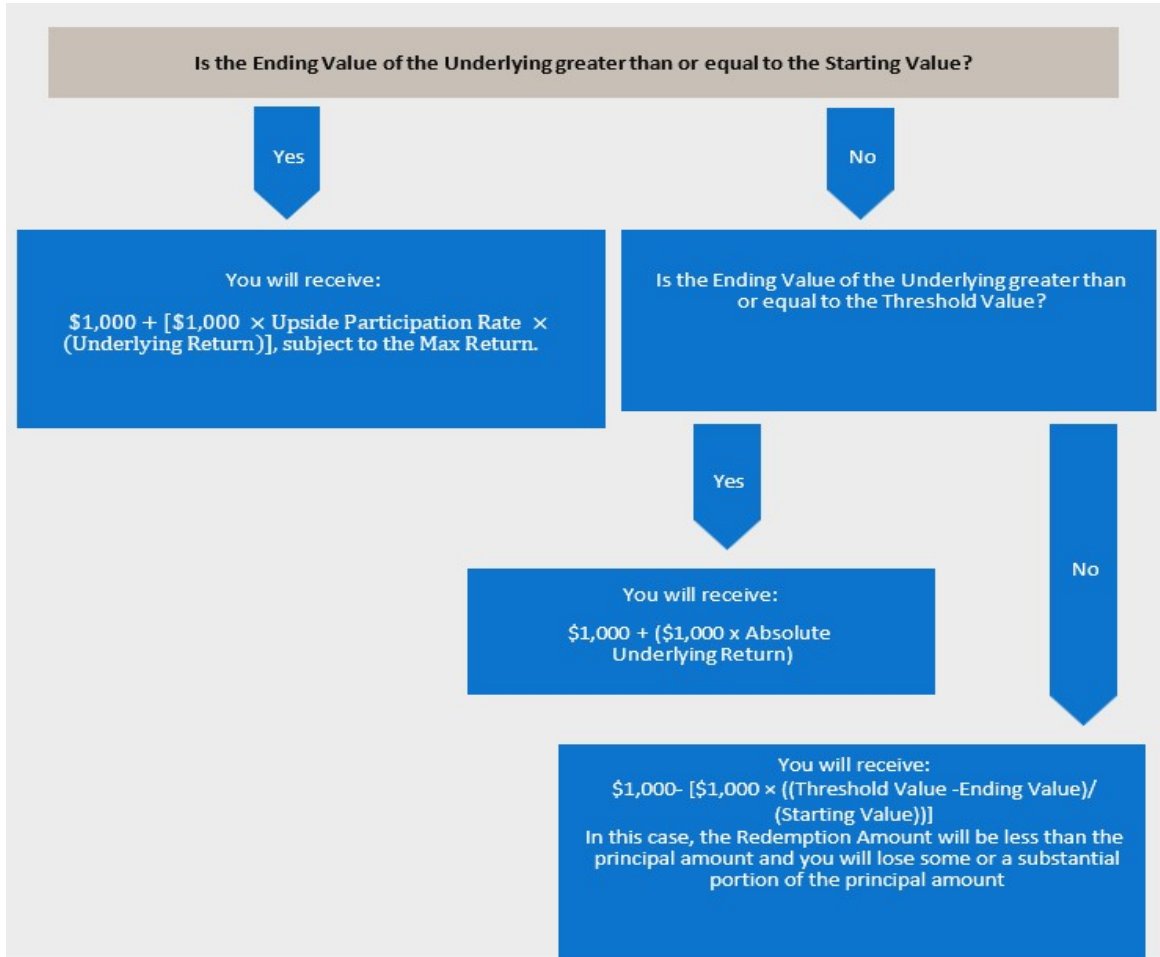 Is the Ending Value of the Underlying greater than or equal to the Starting Value?
Yes
No
You will receive:
$1,000 + [$1,000 × Upside Participation Rate ×
(Underlying Return)], subject to the Max Return.
Is the Ending Value of the Underlying greater than
or equal to the Threshold Value?
Yes
No
You will receive:
$1,000 + ($1,000 x Absolute
Underlying Return)
You will receive:
$1,000- [$1,000 × ((Threshold Value -Ending Value)/
(Starting Value))]
In this case, the Redemption Amount will be less than the
principal amount and you will lose some or a substantial
portion of the principal amount